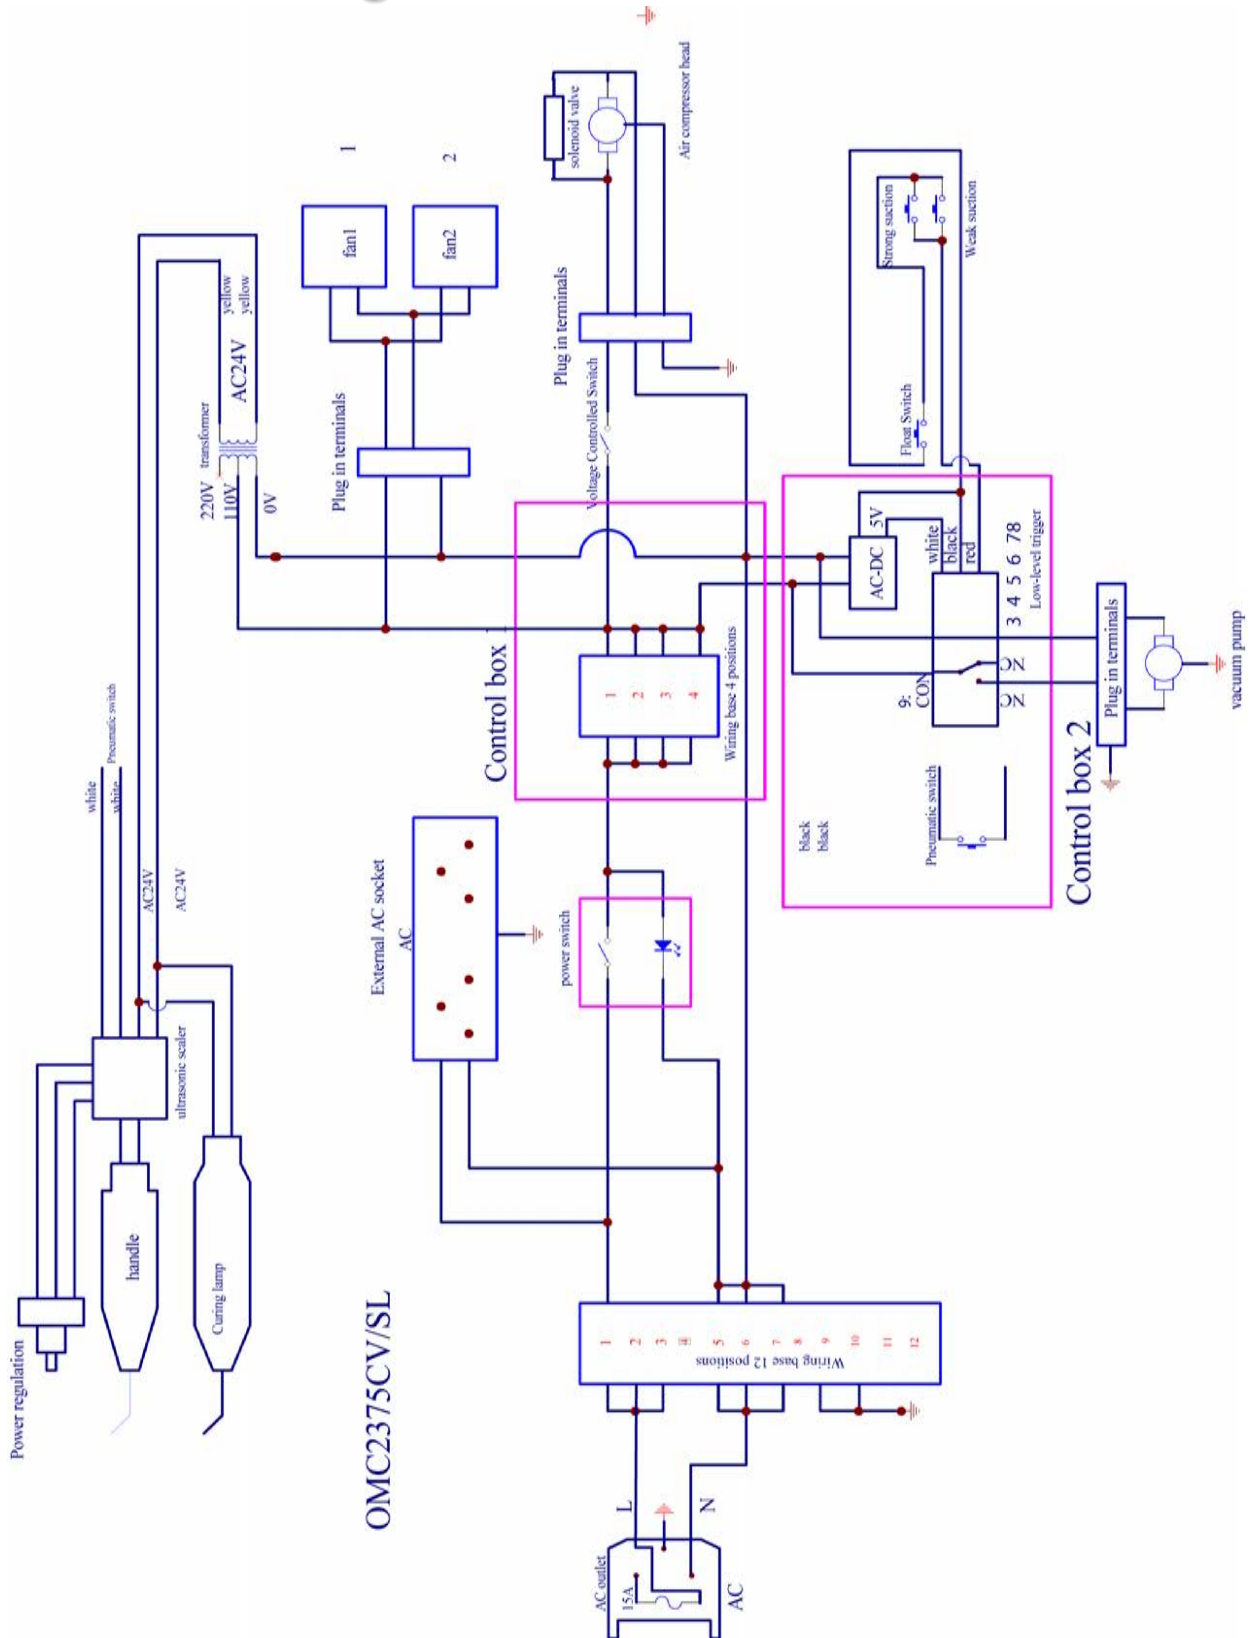 Power regulation
handle
Curing lamp
ultrasonic scaler
AC24V
AC24V
white
white
Pneumatic switch
220V
110V
0V
transformer
AC24V
yellow
yellow
Plug in terminals
fan1
fan2
1
2
OMC2375CV/SL
External AC socket
AC
power switch
Control box 1
1
2
3
4
Wiring base 4 positions
Voltage Controlled Switch
Plug in terminals
solenoid valve
Air compressor head
AC outlet
15A
AC
L
N
1
2
3
5
6
7
8
9
10
11
12
Wiring base 12 positions
black
black
Pneumatic switch
Control box 2
9:
CON
NC
NO
AC-DC
5V
white
black
red
3 4 5 6 78
Low-level trigger
Float Switch
Strong suction
Weak suction
Plug in terminals
vacuum pump